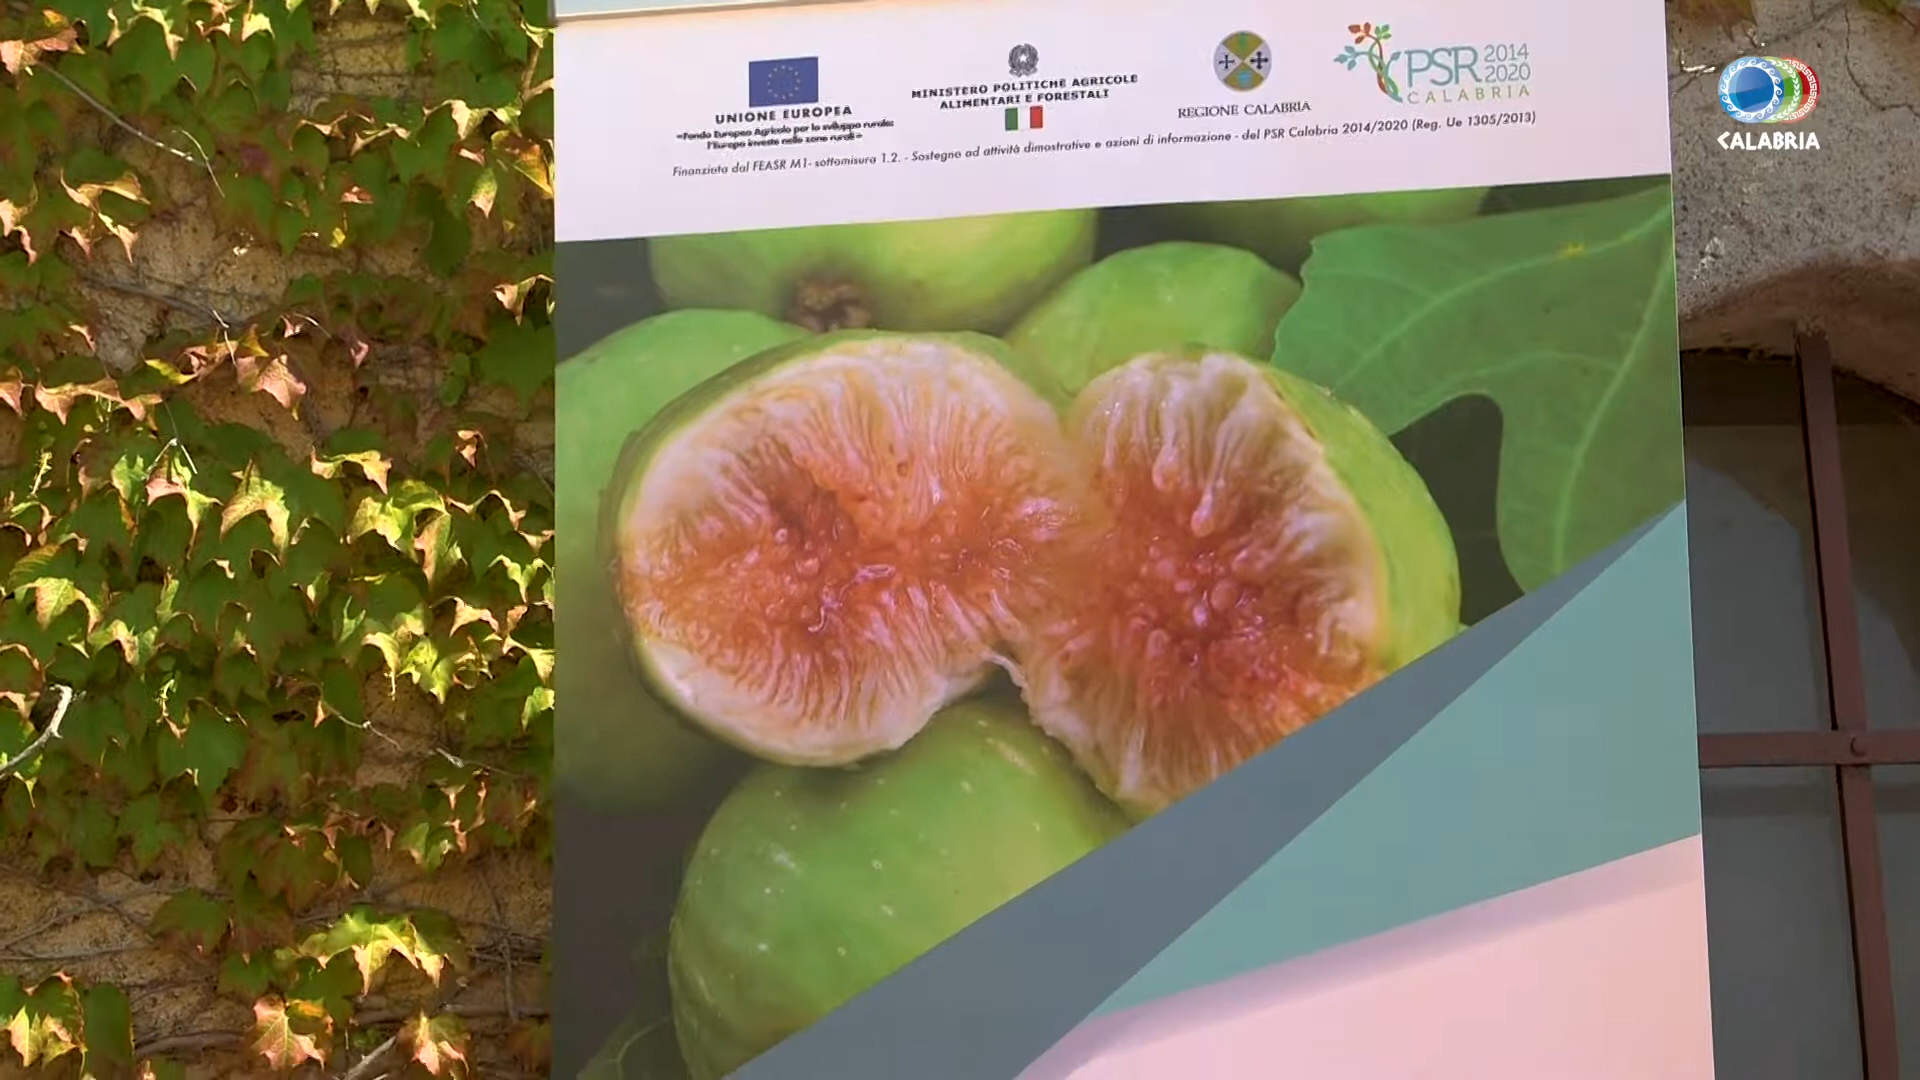 UNIONE EUROPEA
«Fondo Europeo Agricolo per lo sviluppo rurale:
l'Europa investe nelle zone rurali»
MINISTERO POLITICHE AGRICOLE
ALIMENTARI E FORESTALI
REGIONE CALABRIA
PSR 2014
2020
CALABRIA
Finanziato dal FEASR M1- sottomisura 1.2. - Sostegno ad attività dimostrative e azioni di informazione - del PSR Calabria 2014/2020 (Reg. Ue 1305/2013)
CALABRIA